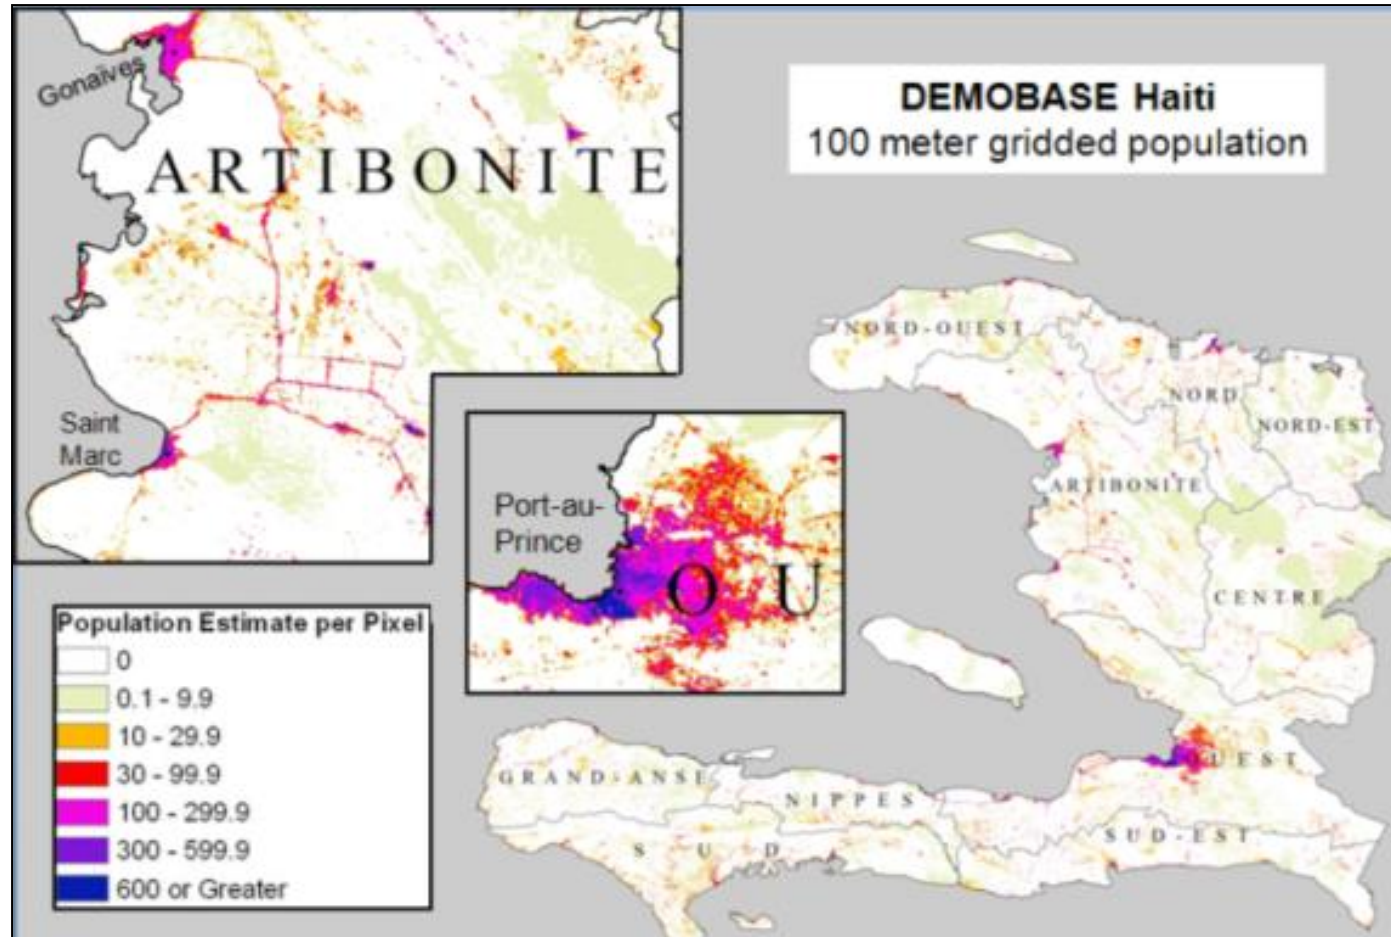 Gonaïves
ARTIBONITE
Saint
Marc
DEMOBASE Haiti
100 meter gridded population
Port-au-
Prince
O U
Population Estimate per Pixel
0
0.1 - 9.9
10 - 29.9
30 - 99.9
100 - 299.9
300 - 599.9
600 or Greater
NORD-OUEST
NORD
NORD-EST
ARTIBONITE
CENTRE
OUEST
GRAND-ANSE
NIPPES
SUD-EST
SUD